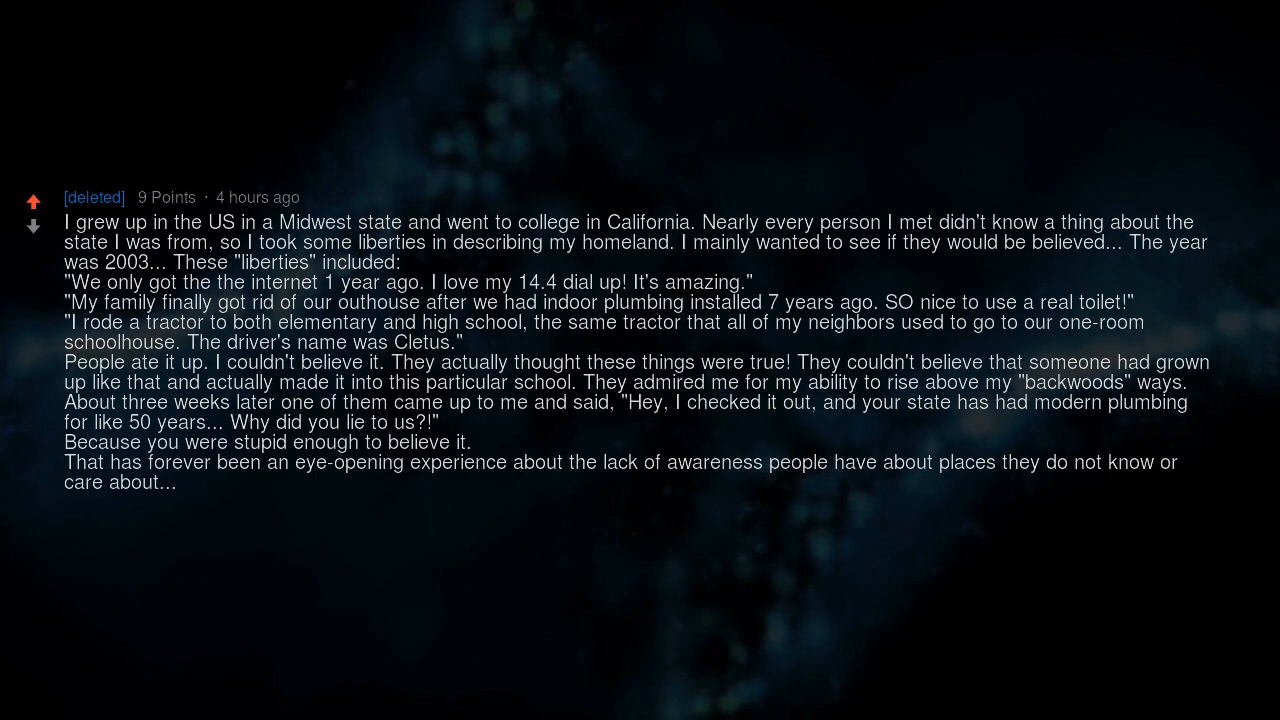 [deleted] 9 Points · 4 hours ago
I grew up in the US in a Midwest state and went to college in California. Nearly every person I met didn't know a thing about the
state I was from, so I took some liberties in describing my homeland. I mainly wanted to see if they would be believed... The year
was 2003... These "liberties" included:
"We only got the the internet 1 year ago. I love my 14.4 dial up! It's amazing."
"My family finally got rid of our outhouse after we had indoor plumbing installed 7 years ago. SO nice to use a real toilet!"
"I rode a tractor to both elementary and high school, the same tractor that all of my neighbors used to go to our one-room
schoolhouse. The driver's name was Cletus."
People ate it up. I couldn't believe it. They actually thought these things were true! They couldn't believe that someone had grown
up like that and actually made it into this particular school. They admired me for my ability to rise above my "backwoods" ways.
About three weeks later one of them came up to me and said, "Hey, I checked it out, and your state has had modern plumbing
for like 50 years... Why did you lie to us?!"
Because you were stupid enough to believe it.
That has forever been an eye-opening experience about the lack of awareness people have about places they do not know or
care about...